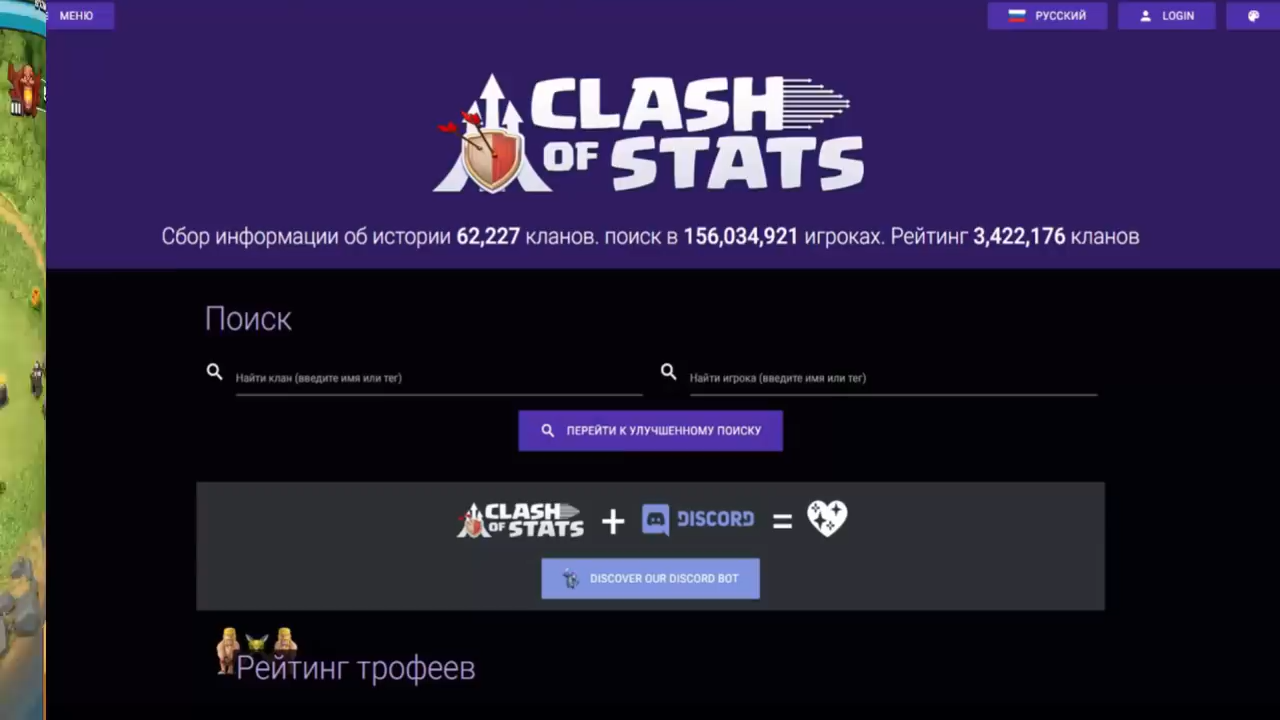 МЕНЮ
РУССКИЙ
LOGIN
CLASH
OF STATS
Сбор информации об истории 62,227 кланов. поиск в 156,034,921 игроках. Рейтинг 3,422,176 кланов
Поиск
Найти клан (введите имя или тег)
Найти игрока (введите имя или тег)
ПЕРЕЙТИ К УЛУЧШЕННОМУ ПОИСКУ
CLASH
OF STATS
+ DISCORD =
DISCOVER OUR DISCORD BOT
Рейтинг трофеев